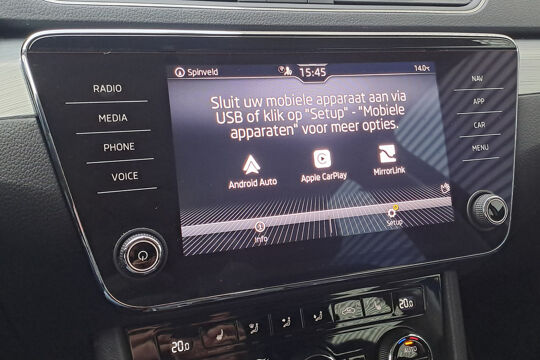 Spinveld 15:45 14.0°C
RADIO
MEDIA
PHONE
VOICE
Sluit uw mobiele apparaat aan via
USB of klik op "Setup" - "Mobiele
apparaten" voor meer opties.
Android Auto Apple CarPlay MirrorLink
Info Setup
NAV
APP
CAR
MENU
20.0 20.0